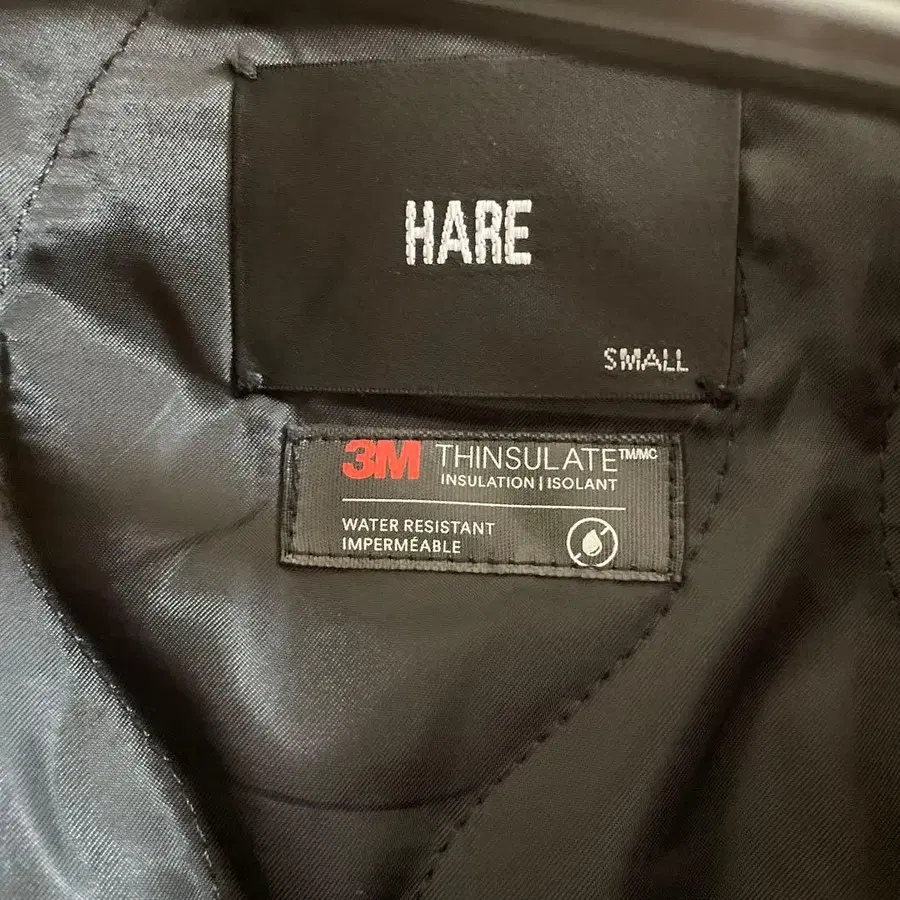 HARE
SMALL
3M THINSULATE™/MC
INSULATION | ISOLANT
WATER RESISTANT
IMPERMÉABLE